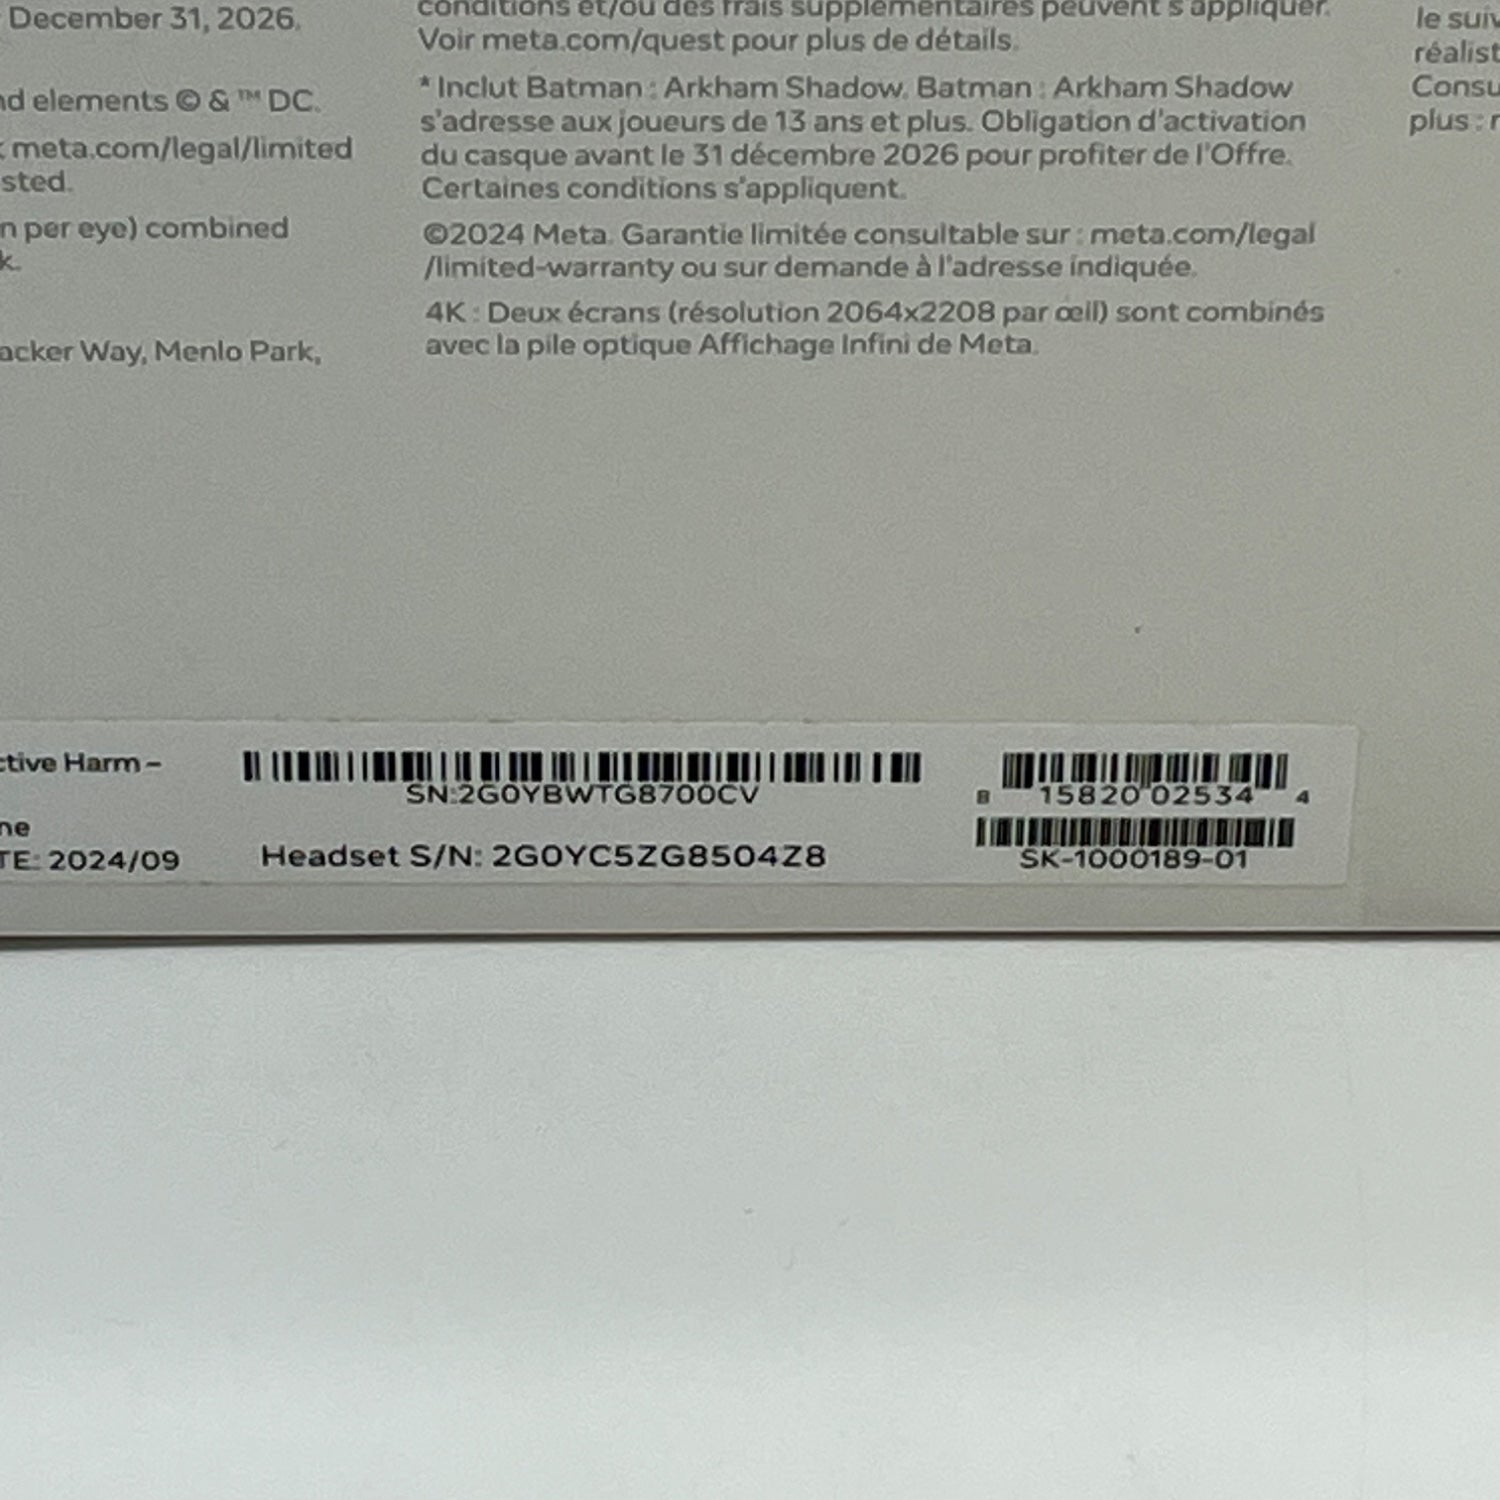 December 31, 2026.
nd elements © & ™ DC.
meta.com/legal/limited
sted.
n per eye) combined
k.
acker Way, Menlo Park,
conditions et/ou des frais supplémentaires peuvent s'appliquer.
Voir meta.com/quest pour plus de détails.
* Inclut Batman : Arkham Shadow. Batman : Arkham Shadow
s'adresse aux joueurs de 13 ans et plus. Obligation d'activation
du casque avant le 31 décembre 2026 pour profiter de l'Offre.
Certaines conditions s'appliquent.
©2024 Meta. Garantie limitée consultable sur : meta.com/legal
/limited-warranty ou sur demande à l'adresse indiquée.
4K : Deux écrans (résolution 2064x2208 par œil) sont combinés
avec la pile optique Affichage Infini de Meta.
le suiv
réalist
Consu
plus : r
ctive Harm –
ne
TE: 2024/09
SN:2G0YBWTG8700CV
Headset S/N: 2G0YC5ZG8504Z8
8 15820 02534 4
SK-1000189-01